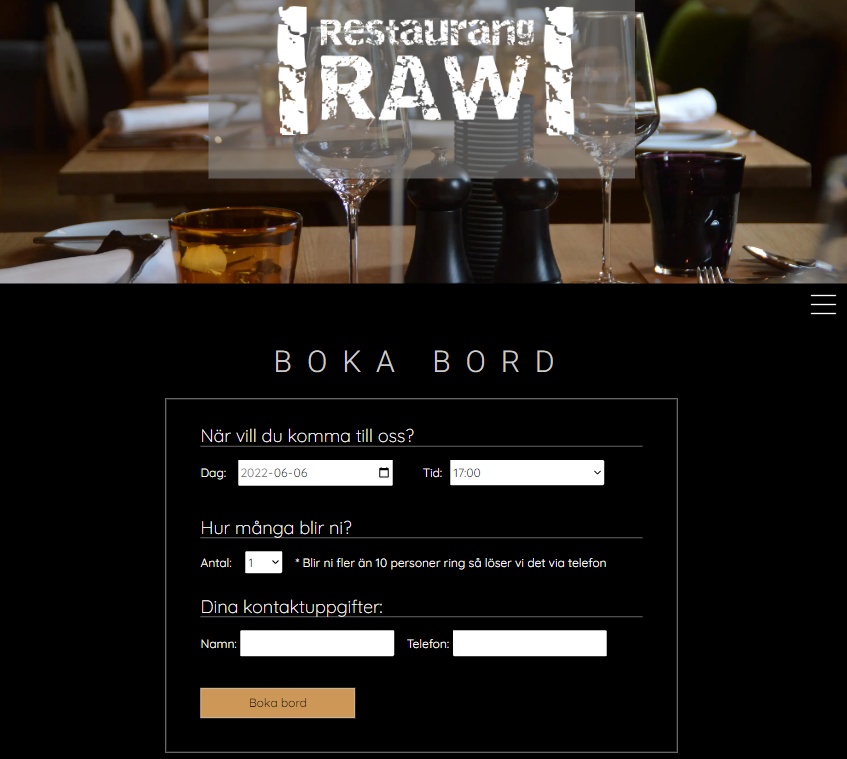 Restaurang
RAW
BOKA BORD
När vill du komma till oss?
Dag: 2022-06-06 Tid: 17:00
Hur många blir ni?
Antal: 1 * Blir ni fler än 10 personer ring så löser vi det via telefon
Dina kontaktuppgifter:
Namn: Telefon:
Boka bord